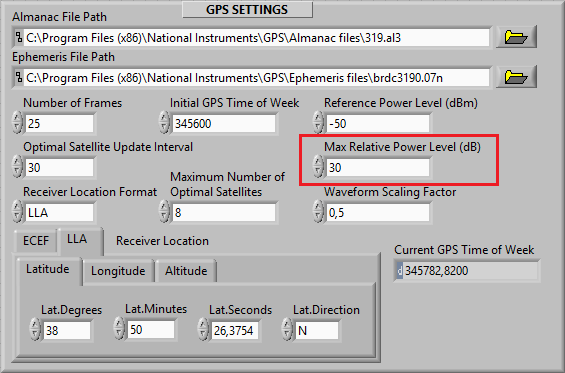 GPS SETTINGS
Almanac File Path
C:\Program Files (x86)\National Instruments\GPS\Almanac files\319.al3
Ephemeris File Path
C:\Program Files (x86)\National Instruments\GPS\Ephemeris files\brdc3190.07n
Number of Frames
Initial GPS Time of Week
Reference Power Level (dBm)
25
345600
-50
Optimal Satellite Update Interval
Max Relative Power Level (dB)
30
30
Receiver Location Format
Maximum Number of
Optimal Satellites
Waveform Scaling Factor
LLA
8
0,5
ECEF
LLA
Receiver Location
Current GPS Time of Week
d 345782,8200
Latitude
Longitude
Altitude
Lat.Degrees
Lat.Minutes
Lat.Seconds
Lat.Direction
38
50
26,3754
N